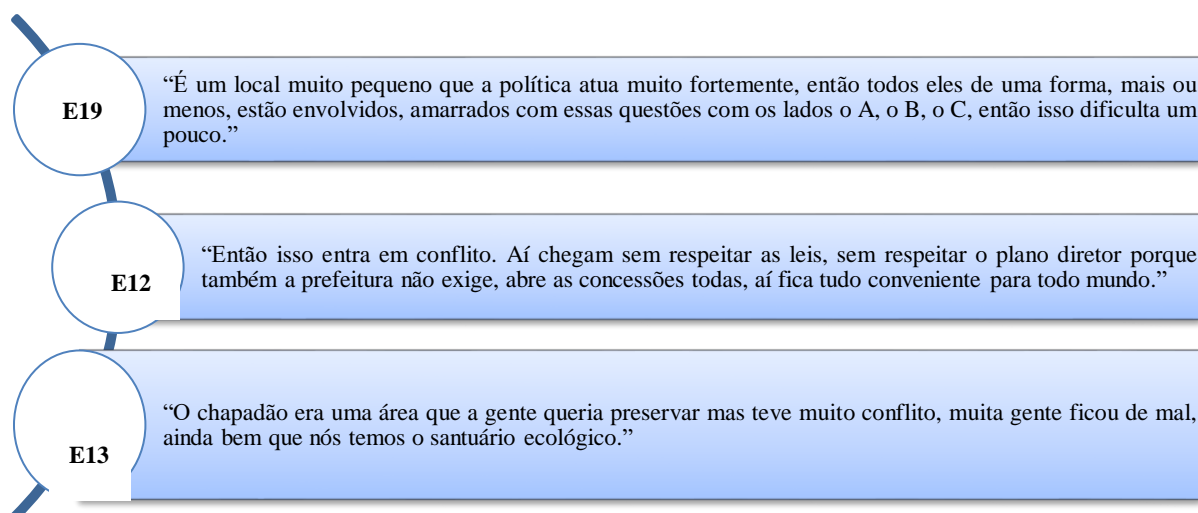 E19
“É um local muito pequeno que a política atua muito fortemente, então todos eles de uma forma, mais ou
menos, estão envolvidos, amarrados com essas questões com os lados o A, o B, o C, então isso dificulta um
pouco.”
E12
“Então isso entra em conflito. Aí chegam sem respeitar as leis, sem respeitar o plano diretor porque
também a prefeitura não exige, abre as concessões todas, aí fica tudo conveniente para todo mundo.”
E13
“O chapadão era uma área que a gente queria preservar mas teve muito conflito, muita gente ficou de mal,
ainda bem que nós temos o santuário ecológico.”